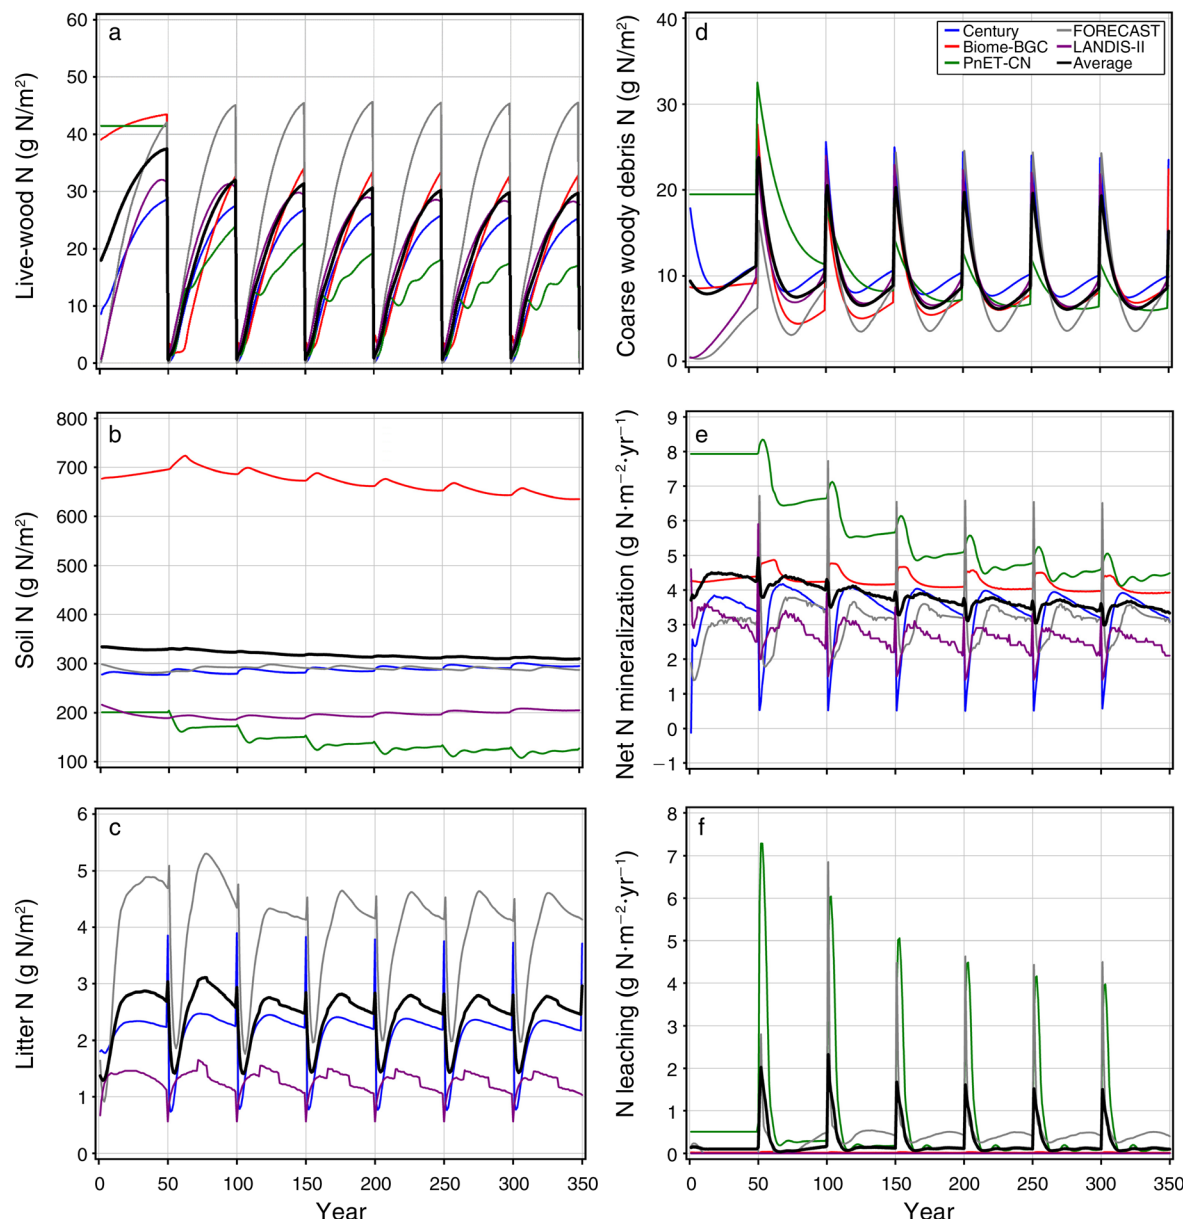 a
Live-wood N (g N/m²)
60
50
40
30
20
10
0
d
Coarse woody debris N (g N/m²)
40
30
20
10
0
Century
Biome-BGC
PnET-CN
FORECAST
LANDIS-II
Average
b
Soil N (g N/m²)
800
700
600
500
400
300
200
100
e
Net N mineralization (g N·m⁻²·yr⁻¹)
9
8
7
6
5
4
3
2
1
0
−1
c
Litter N (g N/m²)
6
5
4
3
2
1
0
0 50 100 150 200 250 300 350
Year
f
N leaching (g N·m⁻²·yr⁻¹)
8
7
6
5
4
3
2
1
0
0 50 100 150 200 250 300 350
Year